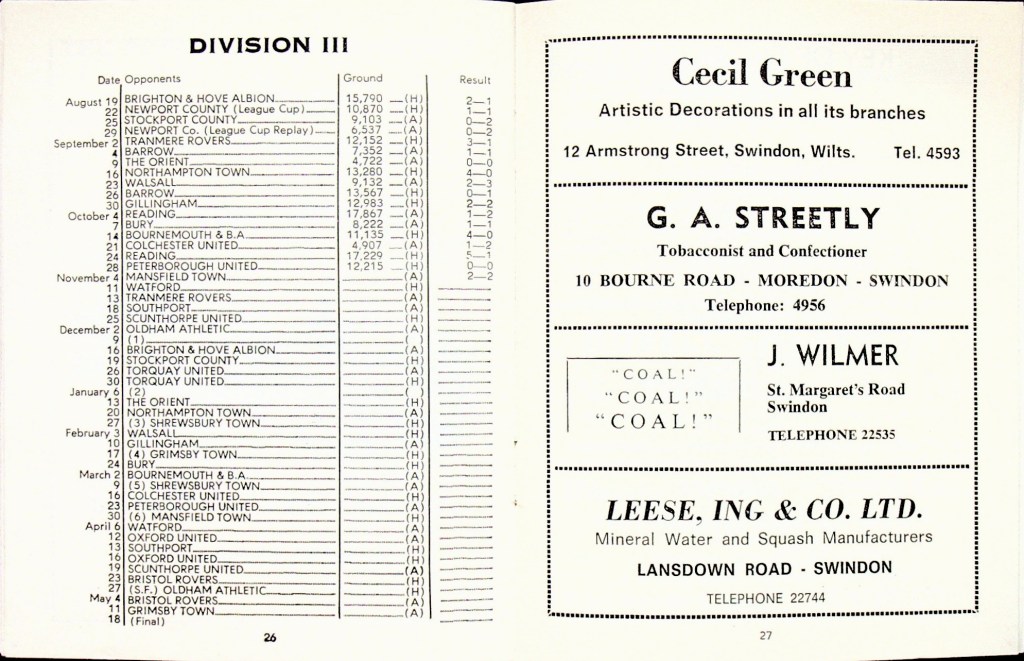 DIVISION III
Date Opponents Ground Result
August 19 BRIGHTON & HOVE ALBION 15,790 (H) 2—1
22 NEWPORT COUNTY (League Cup) 10,870 (H) 1—1
25 STOCKPORT COUNTY 9,103 (A) 0—2
29 NEWPORT Co. (League Cup Replay) 6,537 (A) 0—2
September 2 TRANMERE ROVERS 12,152 (H) 3—1
4 BARROW 7,352 (A) 1—1
9 THE ORIENT 4,722 (A) 0—0
16 NORTHAMPTON TOWN 13,280 (H) 4—0
23 WALSALL 9,132 (A) 2—3
26 BARROW 13,567 (H) 0—1
30 GILLINGHAM 12,983 (H) 2—2
October 4 READING 17,867 (A) 1—2
7 BURY 8,222 (A) 1—1
14 BOURNEMOUTH & B.A. 11,135 (H) 4—0
21 COLCHESTER UNITED 4,907 (A) 1—2
24 READING 17,229 (H) 5—1
28 PETERBOROUGH UNITED 12,215 (H) 0—0
November 4 MANSFIELD TOWN (A) 2—2
11 WATFORD (H)
13 TRANMERE ROVERS (A)
18 SOUTHPORT (A)
25 SCUNTHORPE UNITED (H)
December 2 OLDHAM ATHLETIC (A)
9 (1) ( )
16 BRIGHTON & HOVE ALBION (A)
19 STOCKPORT COUNTY (H)
26 TORQUAY UNITED (A)
30 TORQUAY UNITED (H)
January 6 (2) ( )
13 THE ORIENT (H)
20 NORTHAMPTON TOWN (A)
27 (3) SHREWSBURY TOWN (H)
February 3 WALSALL (H)
10 GILLINGHAM (A)
17 (4) GRIMSBY TOWN (H)
24 BURY (H)
March 2 BOURNEMOUTH & B.A. (A)
9 (5) SHREWSBURY TOWN (A)
16 COLCHESTER UNITED (H)
23 PETERBOROUGH UNITED (A)
30 (6) MANSFIELD TOWN (H)
April 6 WATFORD (A)
12 OXFORD UNITED (A)
13 SOUTHPORT (H)
16 OXFORD UNITED (H)
19 SCUNTHORPE UNITED (A)
23 BRISTOL ROVERS (H)
27 (S.F.) OLDHAM ATHLETIC (H)
May 4 BRISTOL ROVERS (A)
11 GRIMSBY TOWN (A)
18 (Final)
26
Cecil Green
Artistic Decorations in all its branches
12 Armstrong Street, Swindon, Wilts. Tel. 4593
G. A. STREETLY
Tobacconist and Confectioner
10 BOURNE ROAD - MOREDON - SWINDON
Telephone: 4956
J. WILMER
"COAL!"
"COAL!"
"COAL!"
St. Margaret's Road
Swindon
TELEPHONE 22535
LEESE, ING & CO. LTD.
Mineral Water and Squash Manufacturers
LANSDOWN ROAD - SWINDON
TELEPHONE 22744
27